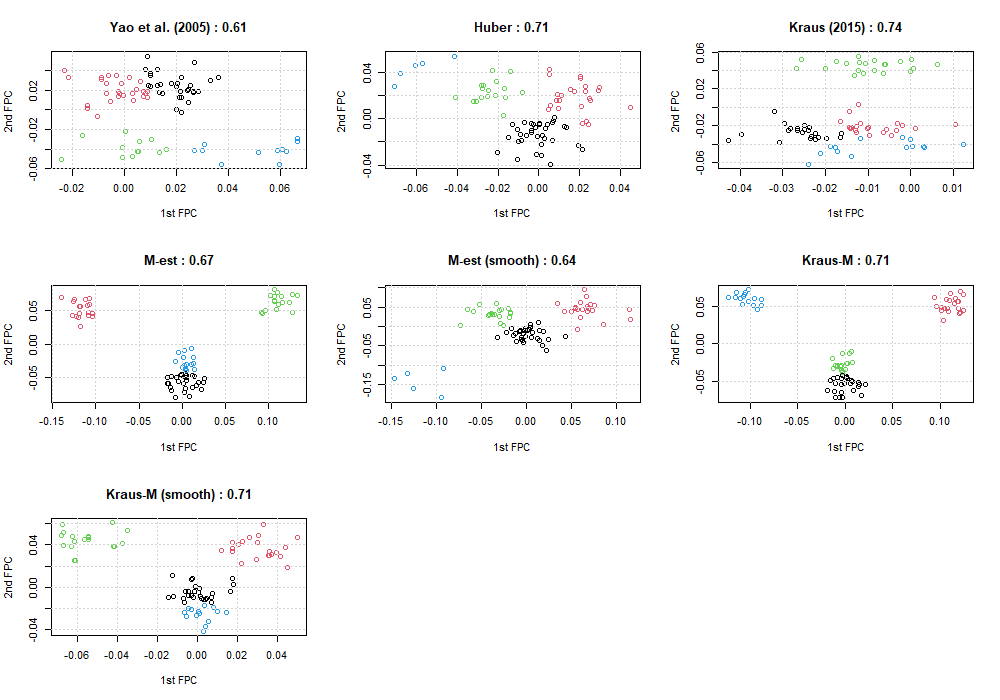 Yao et al. (2005) : 0.61
2nd FPC
0.02
-0.02
-0.06
-0.02 0.00 0.02 0.04 0.06
1st FPC
Huber : 0.71
2nd FPC
0.04
0.00
-0.04
-0.06 -0.04 -0.02 0.00 0.02 0.04
1st FPC
Kraus (2015) : 0.74
2nd FPC
0.06
0.02
-0.02
-0.06
-0.04 -0.03 -0.02 -0.01 0.00 0.01
1st FPC
M-est : 0.67
2nd FPC
0.05
0.00
-0.05
-0.15 -0.10 -0.05 0.00 0.05 0.10
1st FPC
M-est (smooth) : 0.64
2nd FPC
0.05
-0.05
-0.15
-0.15 -0.10 -0.05 0.00 0.05 0.10
1st FPC
Kraus-M : 0.71
2nd FPC
0.05
0.00
-0.05
-0.10 -0.05 0.00 0.05 0.10
1st FPC
Kraus-M (smooth) : 0.71
2nd FPC
0.04
0.00
-0.04
-0.06 -0.04 -0.02 0.00 0.02 0.04
1st FPC